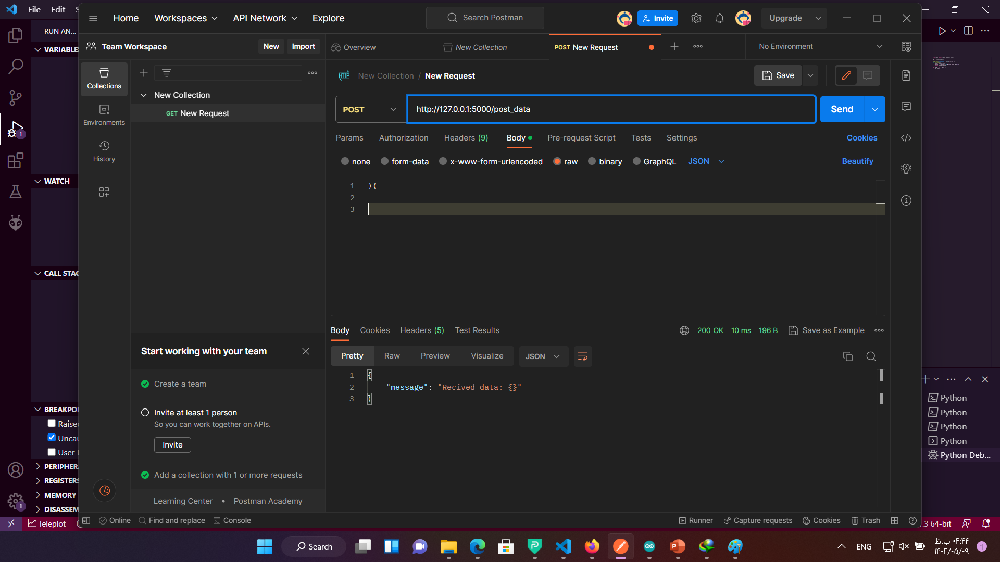 File Edit S
Home Workspaces API Network Explore Search Postman Invite Upgrade
RUN AN...
Team Workspace New Import Overview New Collection POST New Request No Environment
VARIABLES
Collections
HTTP New Collection / New Request Save
New Collection
GET New Request
POST http://127.0.0.1:5000/post_data Send
Environments
1
Params Authorization Headers (9) Body Pre-request Script Tests Settings Cookies
History
none form-data x-www-form-urlencoded raw binary GraphQL JSON Beautify
WATCH
1 {}
2
3
CALL STAC
Body Cookies Headers (5) Test Results 200 OK 10 ms 196 B Save as Example
Start working with your team
Pretty Raw Preview Visualize JSON
1 {
2 "message": "Recived data: {}"
3 }
Create a team
Invite at least 1 person
So you can work together on APIs.
Invite
Add a collection with 1 or more requests
Learning Center • Postman Academy
BREAKPOI
Raised
Uncau
User U
PERIPHERA
REGISTERS
MEMORY
DISASSEM
1
Python
Python
Python
Python
Python Deb...
Online Find and replace Console Runner Capture requests Cookies Trash
Teleplot .3 64-bit
Search
ENG
۰۴:۴۴ ب.ظ
۱۴۰۲/۰۵/۰۹
1